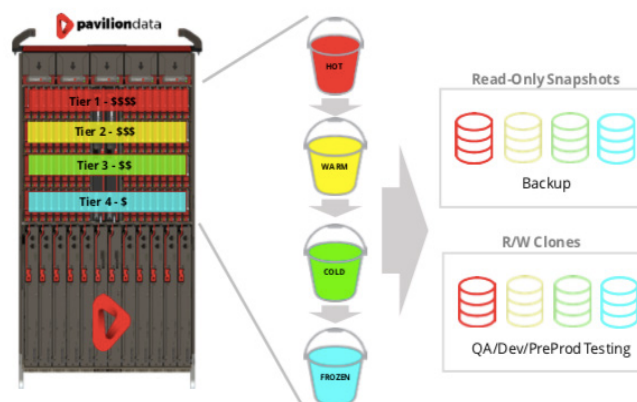 paviliondata
Tier 1 - $$$$
Tier 2 - $$$
Tier 3 - $$
Tier 4 - $
HOT
WARM
COLD
FROZEN
Read-Only Snapshots
Backup
R/W Clones
QA/Dev/PreProd Testing